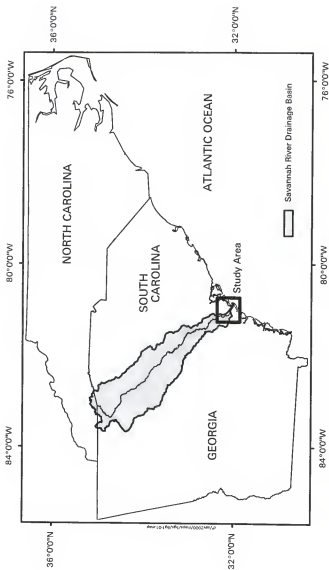 84°0'0"W
80°0'0"W
76°0'0"W
36°0'0"N
36°0'0"N
NORTH CAROLINA
SOUTH
CAROLINA
GEORGIA
ATLANTIC OCEAN
32°0'0"N
32°0'0"N
Study Area
Savannah River Drainage Basin
84°0'0"W
80°0'0"W
76°0'0"W